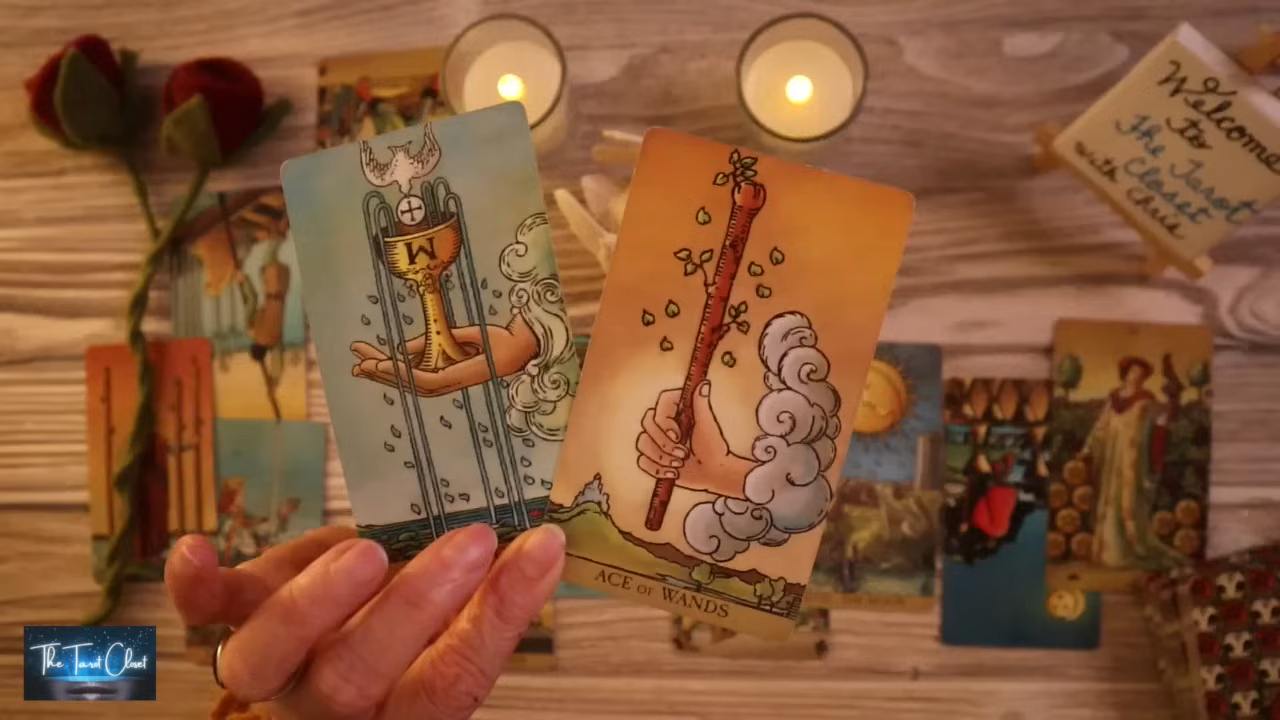 Welcome
to
The Tarot
Closet
with Chris
W
ACE OF WANDS
The Tarot Closet